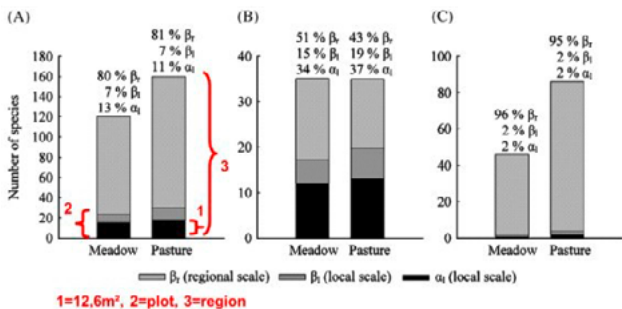 (A)
Number of species
180
160
140
120
100
80
60
40
20
0
80 % βr
7 % βl
13 % αl
81 % βr
7 % βl
11 % αl
2
1
3
Meadow Pasture
(B)
40
30
20
10
0
51 % βr
15 % βl
34 % αl
43 % βr
19 % βl
37 % αl
Meadow Pasture
(C)
100
80
60
40
20
0
96 % βr
2 % βl
2 % αl
95 % βr
2 % βl
2 % αl
Meadow Pasture
βr (regional scale) βl (local scale) αl (local scale)
1=12,6m², 2=plot, 3=region